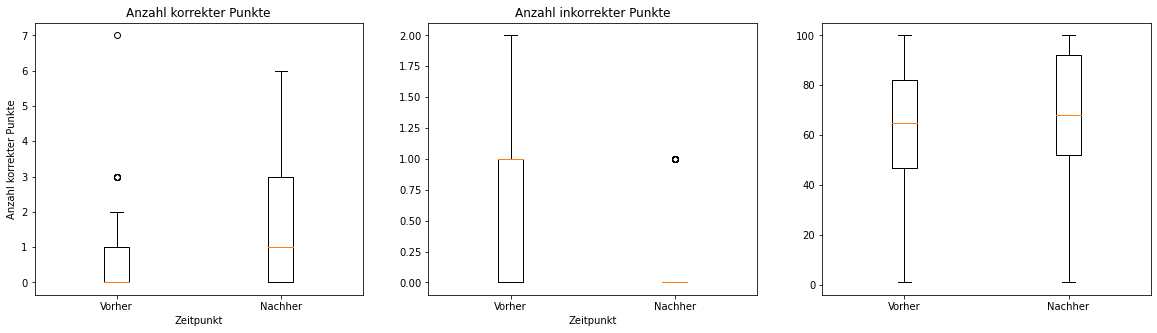 Anzahl korrekter Punkte
Anzahl korrekter Punkte
7
6
5
4
3
2
1
0
Vorher
Nachher
Zeitpunkt
Anzahl inkorrekter Punkte
2.00
1.75
1.50
1.25
1.00
0.75
0.50
0.25
0.00
Vorher
Nachher
Zeitpunkt
100
80
60
40
20
0
Vorher
Nachher